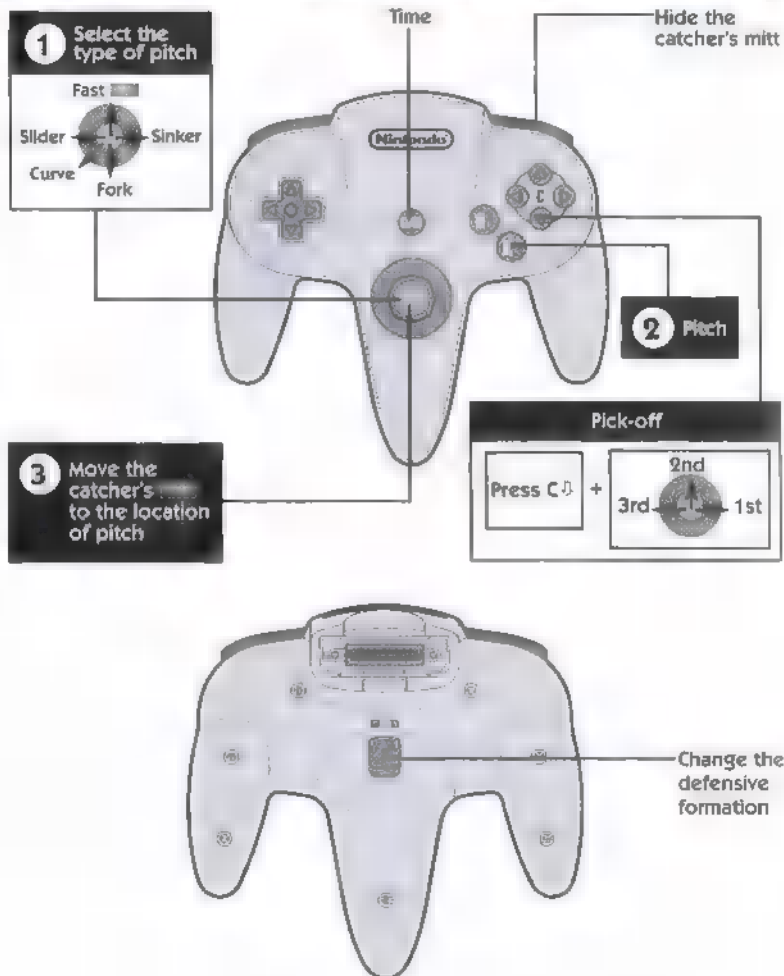 1 Select the
type of pitch
Fast
Slider
Sinker
Curve
Fork
Time
Hide the
catcher's mitt
Nintendo
C
2 Pitch
3 Move the
catcher's
to the location
of pitch
Pick-off
Press C⇩ +
2nd
3rd
1st
Change the
defensive
formation